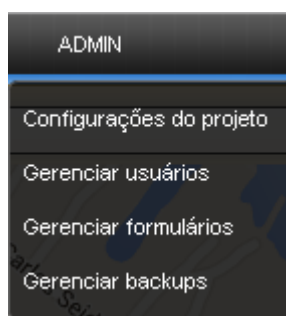 ADMIN
Configurações do projeto
Gerenciar usuários
Gerenciar formulários
Gerenciar backups